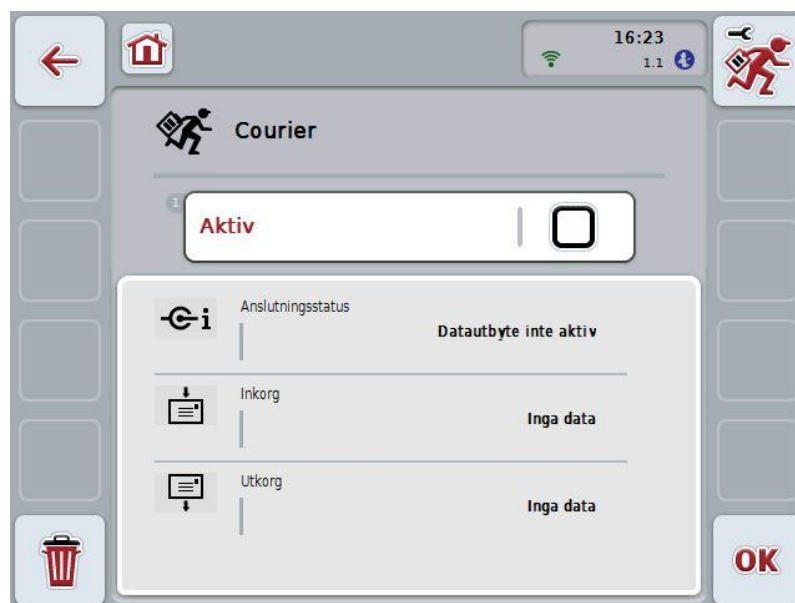 16:23
1.1
Courier
1
Aktiv
Anslutningsstatus
Datautbyte inte aktiv
Inkorg
Inga data
Utkorg
Inga data
OK